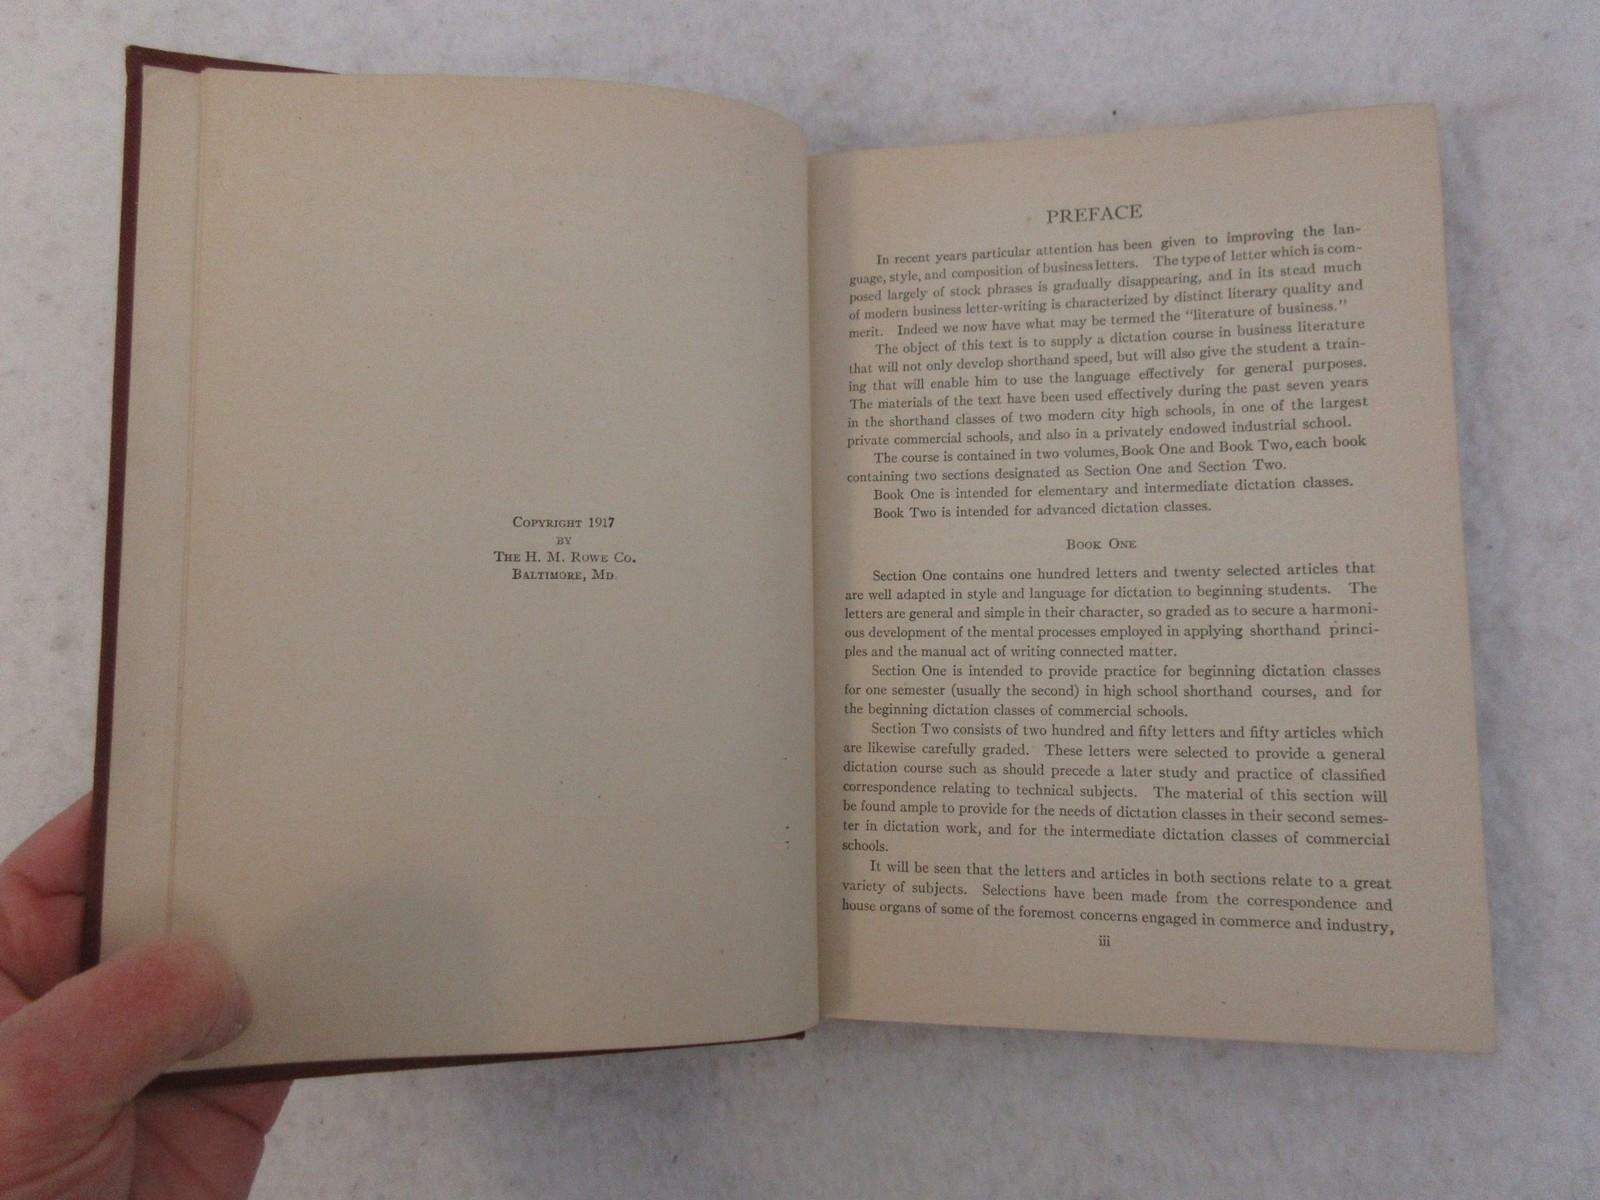 COPYRIGHT 1917
BY
THE H. M. ROWE CO.
BALTIMORE, MD.
PREFACE
In recent years particular attention has been given to improving the lan-
guage, style, and composition of business letters. The type of letter which is com-
posed largely of stock phrases is gradually disappearing, and in its stead much
of modern business letter-writing is characterized by distinct literary quality and
merit. Indeed we now have what may be termed the "literature of business."
The object of this text is to supply a dictation course in business literature
that will not only develop shorthand speed, but will also give the student a train-
ing that will enable him to use the language effectively for general purposes.
The materials of the text have been used effectively during the past seven years
in the shorthand classes of two modern city high schools, in one of the largest
private commercial schools, and also in a privately endowed industrial school.
The course is contained in two volumes, Book One and Book Two, each book
containing two sections designated as Section One and Section Two.
Book One is intended for elementary and intermediate dictation classes.
Book Two is intended for advanced dictation classes.
BOOK ONE
Section One contains one hundred letters and twenty selected articles that
are well adapted in style and language for dictation to beginning students. The
letters are general and simple in their character, so graded as to secure a harmoni-
ous development of the mental processes employed in applying shorthand princi-
ples and the manual act of writing connected matter.
Section One is intended to provide practice for beginning dictation classes
for one semester (usually the second) in high school shorthand courses, and for
the beginning dictation classes of commercial schools.
Section Two consists of two hundred and fifty letters and fifty articles which
are likewise carefully graded. These letters were selected to provide a general
dictation course such as should precede a later study and practice of classified
correspondence relating to technical subjects. The material of this section will
be found ample to provide for the needs of dictation classes in their second semes-
ter in dictation work, and for the intermediate dictation classes of commercial
schools.
It will be seen that the letters and articles in both sections relate to a great
variety of subjects. Selections have been made from the correspondence and
house organs of some of the foremost concerns engaged in commerce and industry,
iii